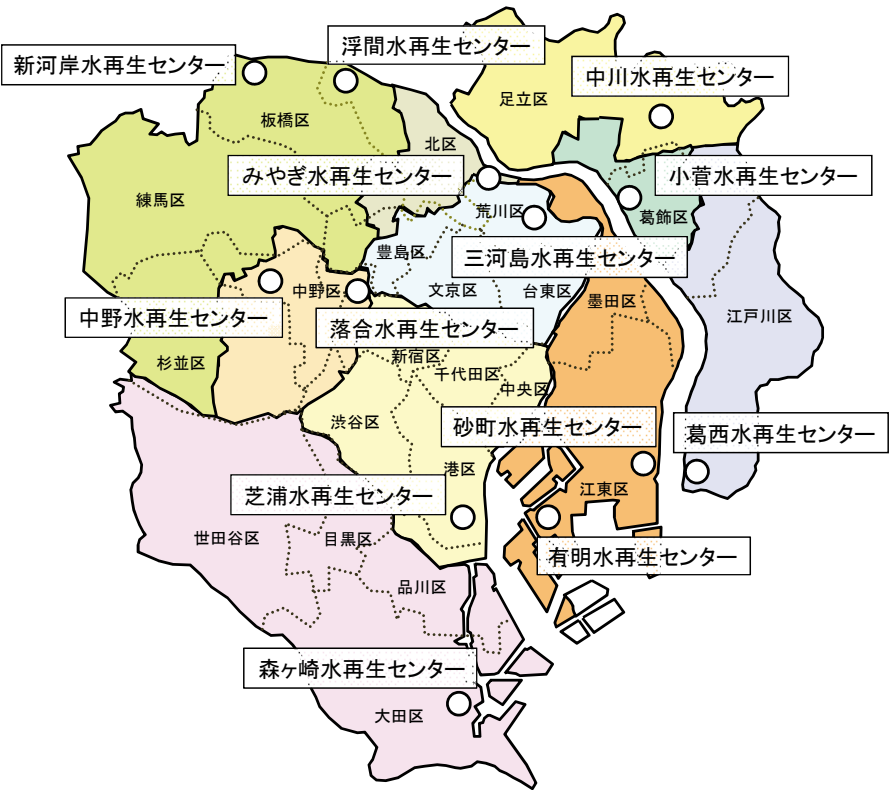 浮間水再生センター
新河岸水再生センター
中川水再生センター
足立区
板橋区
北区
みやぎ水再生センター
小菅水再生センター
練馬区
荒川区
葛飾区
豊島区
三河島水再生センター
中野区
文京区
台東区
墨田区
江戸川区
中野水再生センター
落合水再生センター
杉並区
新宿区
千代田区
中央区
渋谷区
砂町水再生センター
葛西水再生センター
港区
江東区
芝浦水再生センター
世田谷区
目黒区
有明水再生センター
品川区
森ヶ崎水再生センター
大田区